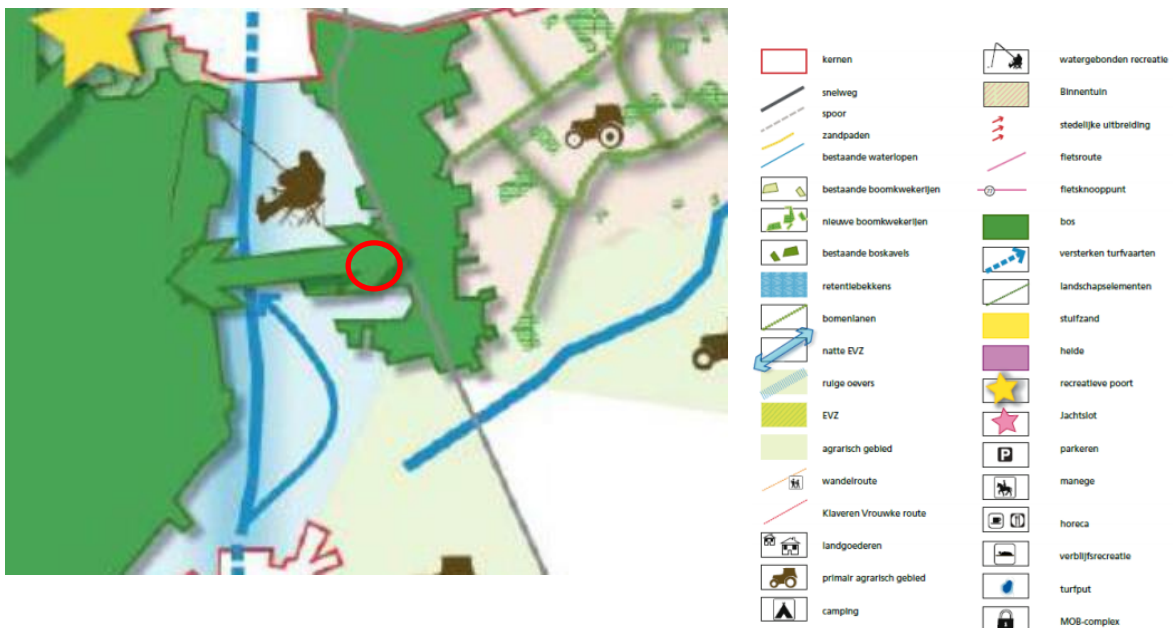 kernen
snelweg
spoor
zandpaden
bestaande waterlopen
bestaande boomkwekerijen
nieuwe boomkwekerijen
bestaande boskavels
retentiebekkens
bomenlanen
natte EVZ
ruige oevers
EVZ
agrarisch gebied
wandelroute
Klaveren Vrouwke route
landgoederen
primair agrarisch gebied
camping
watergebonden recreatie
Binnentuin
stedelijke uitbreiding
fietsroute
fietsknooppunt
bos
versterken turfvaarten
landschapselementen
stuifzand
heide
recreatieve poort
Jachtslot
P
parkeren
manege
horeca
verblijfsrecreatie
turfput
MOB-complex